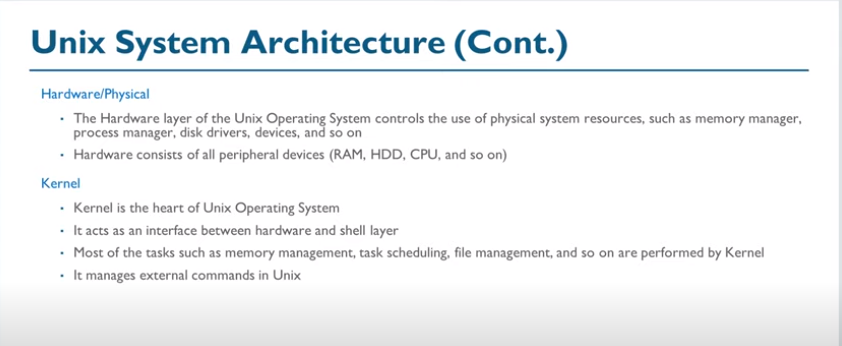 Unix System Architecture (Cont.)
Hardware/Physical
• The Hardware layer of the Unix Operating System controls the use of physical system resources, such as memory manager,
process manager, disk drivers, devices, and so on
• Hardware consists of all peripheral devices (RAM, HDD, CPU, and so on)
Kernel
• Kernel is the heart of Unix Operating System
• It acts as an interface between hardware and shell layer
• Most of the tasks such as memory management, task scheduling, file management, and so on are performed by Kernel
• It manages external commands in Unix